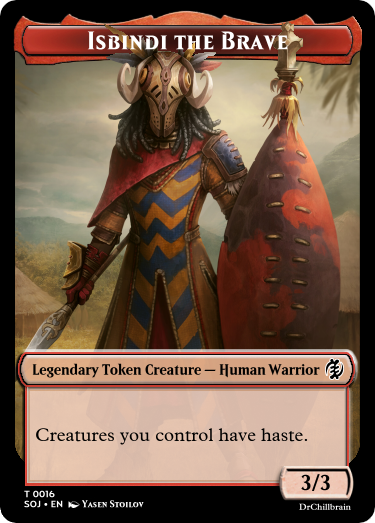 Isbindi the Brave
Legendary Token Creature — Human Warrior
Creatures you control have haste.
3/3
T 0016
SOJ • EN Yasen Stoilov
DrChillbrain